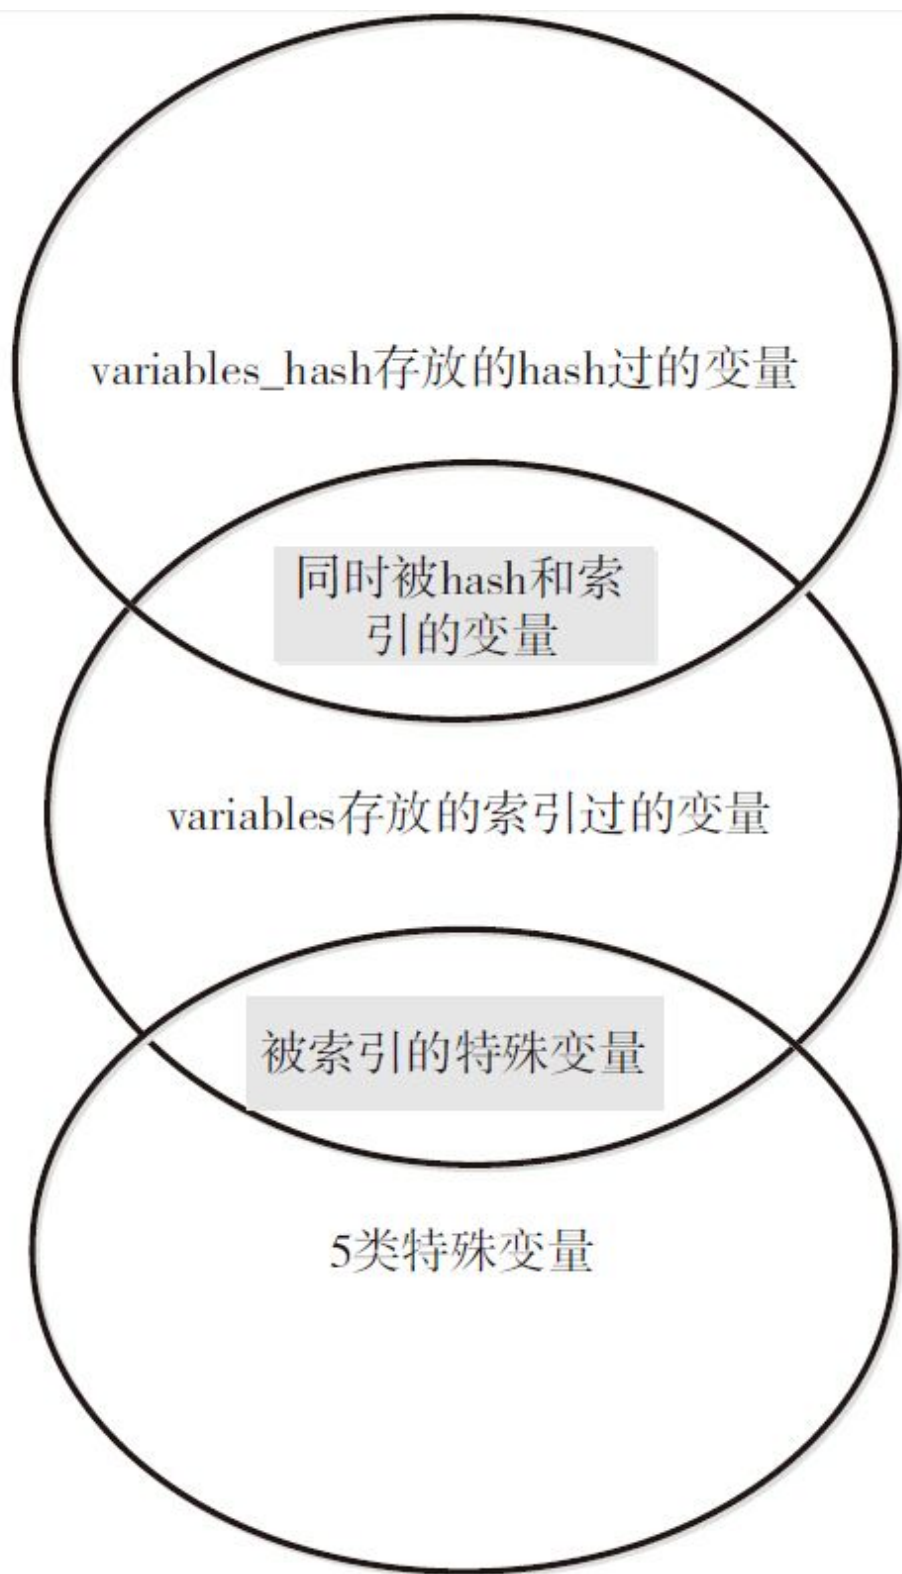 variables_hash存放的hash过的变量
同时被hash和索
引的变量
variables存放的索引过的变量
被索引的特殊变量
5类特殊变量